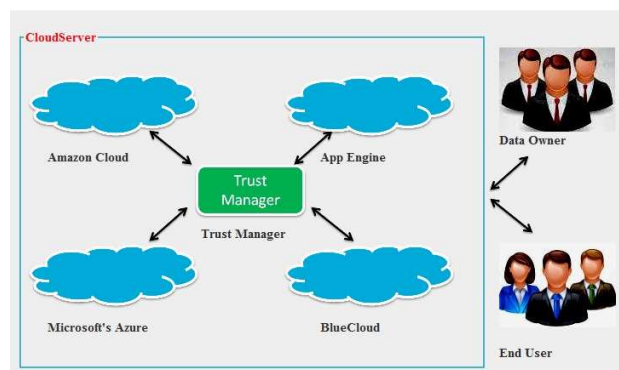 CloudServer
Data Owner
Amazon Cloud
App Engine
Trust
Manager
Trust Manager
Microsoft's Azure
BlueCloud
End User